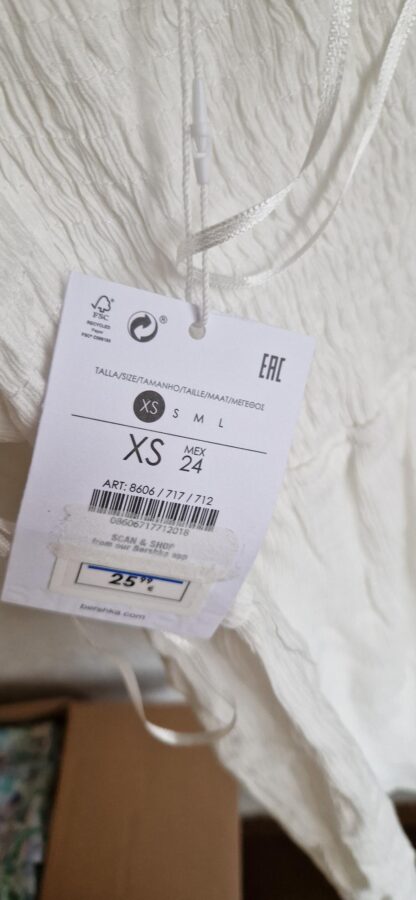 FSC
RECYCLED
Paper
®
EAC
TALLA/SIZE/TAMANHO/TAILLE/MAAT/ΜΕΓΕΘΟΣ
XS S M L
XS MEX 24
ART: 8606 / 717 / 712
08606717712018
SCAN & SHOP
from our Bershka app
25 99 €
bershka.com